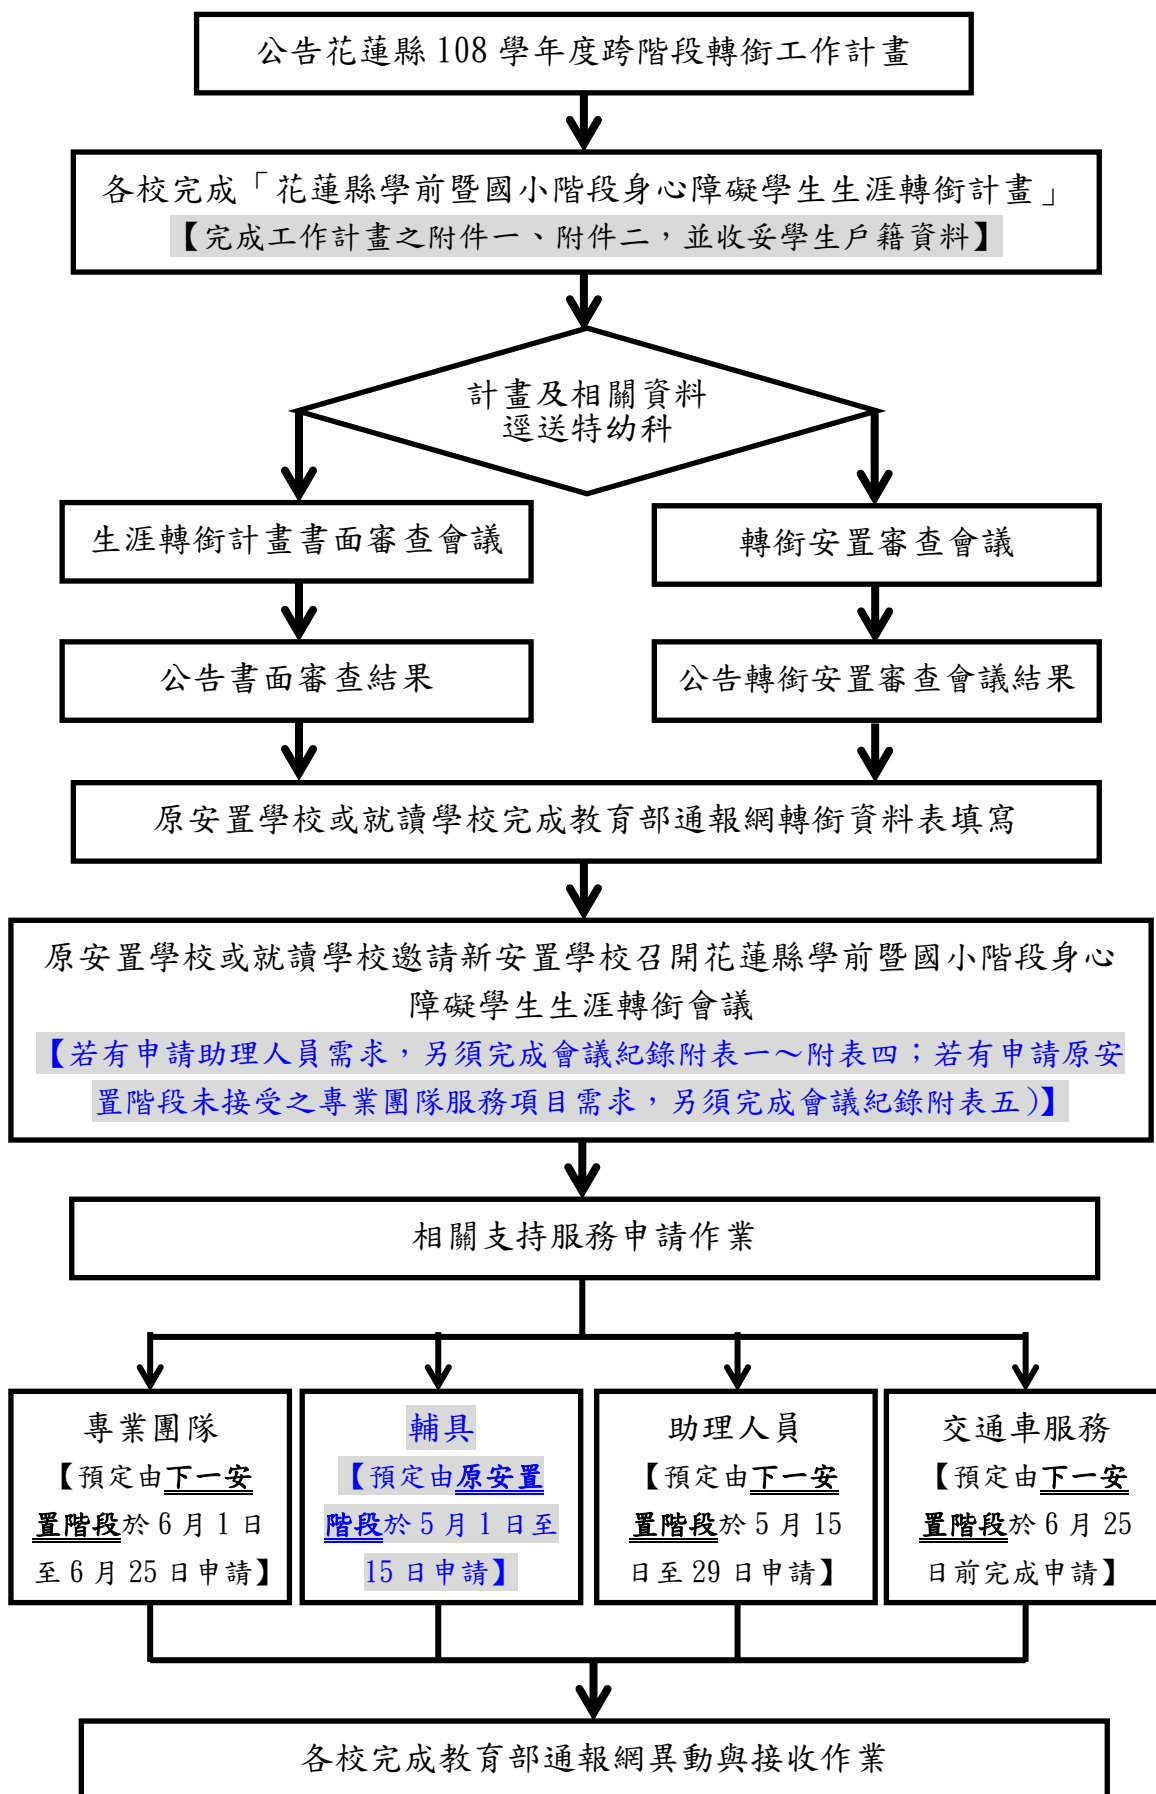 公告花蓮縣 108 學年度跨階段轉銜工作計畫
各校完成「花蓮縣學前暨國小階段身心障礙學生生涯轉銜計畫」
【完成工作計畫之附件一、附件二，並收妥學生戶籍資料】
計畫及相關資料
逕送特幼科
生涯轉銜計畫書面審查會議
轉銜安置審查會議
公告書面審查結果
公告轉銜安置審查會議結果
原安置學校或就讀學校完成教育部通報網轉銜資料表填寫
原安置學校或就讀學校邀請新安置學校召開花蓮縣學前暨國小階段身心
障礙學生生涯轉銜會議
【若有申請助理人員需求，另須完成會議紀錄附表一～附表四；若有申請原安
置階段未接受之專業團隊服務項目需求，另須完成會議紀錄附表五)】
相關支持服務申請作業
專業團隊
【預定由下一安
置階段於 6 月 1 日
至 6 月 25 日申請】
輔具
【預定由原安置
階段於 5 月 1 日至
15 日申請】
助理人員
【預定由下一安
置階段於 5 月 15
日至 29 日申請】
交通車服務
【預定由下一安
置階段於 6 月 25
日前完成申請】
各校完成教育部通報網異動與接收作業